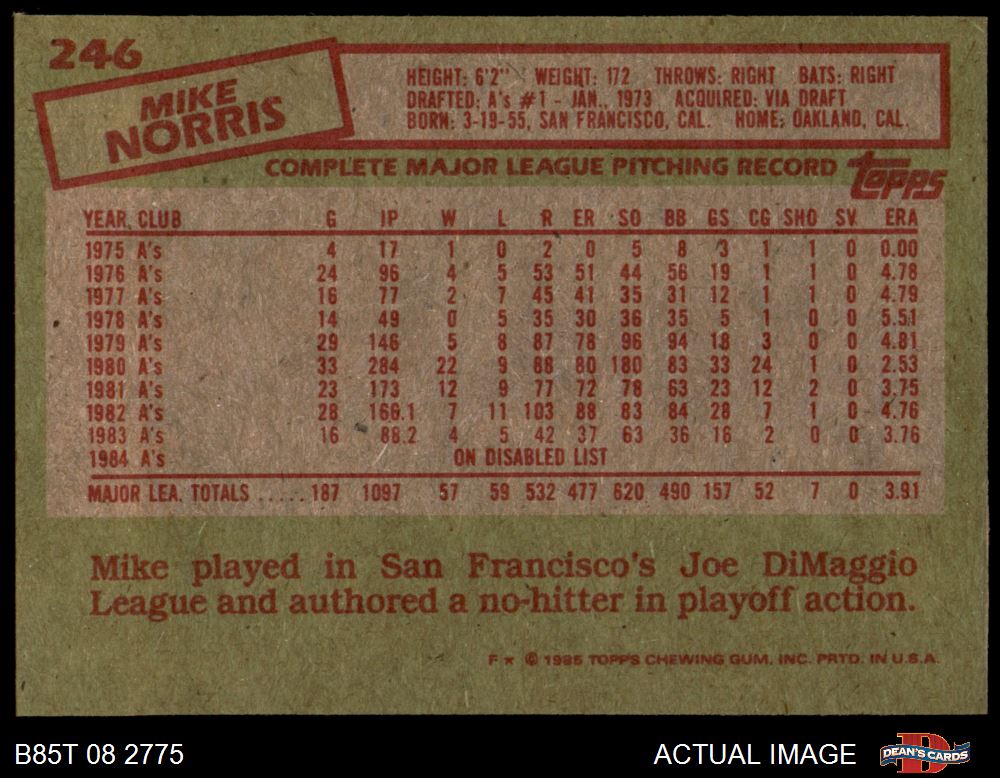 246
MIKE
NORRIS
HEIGHT: 6'2" WEIGHT: 172 THROWS: RIGHT BATS: RIGHT
DRAFTED: A's #1 - JAN., 1973 ACQUIRED: VIA DRAFT
BORN: 3-19-55, SAN FRANCISCO, CAL. HOME: OAKLAND, CAL.
COMPLETE MAJOR LEAGUE PITCHING RECORD
topps
YEAR CLUB G IP W L R ER SO BB GS CG SHO SV ERA
1975 A's 4 17 1 0 2 0 5 8 3 1 1 0 0.00
1976 A's 24 96 4 5 53 51 44 56 19 1 1 0 4.78
1977 A's 16 77 2 7 45 41 35 31 12 1 1 0 4.79
1978 A's 14 49 0 5 35 30 36 35 5 1 0 0 5.51
1979 A's 29 146 5 8 87 78 96 94 18 3 0 0 4.81
1980 A's 33 284 22 9 88 80 180 83 33 24 1 0 2.53
1981 A's 23 173 12 9 77 72 78 63 23 12 2 0 3.75
1982 A's 28 166.1 7 11 103 88 83 84 28 7 1 0 4.76
1983 A's 16 88.2 4 5 42 37 63 36 16 2 0 0 3.76
1984 A's ON DISABLED LIST
MAJOR LEA. TOTALS ..... 187 1097 57 59 532 477 620 490 157 52 7 0 3.91
Mike played in San Francisco's Joe DiMaggio
League and authored a no-hitter in playoff action.
F * © 1985 TOPPS CHEWING GUM, INC. PRTD. IN U.S.A.
B85T 08 2775 ACTUAL IMAGE DEAN'S CARDS